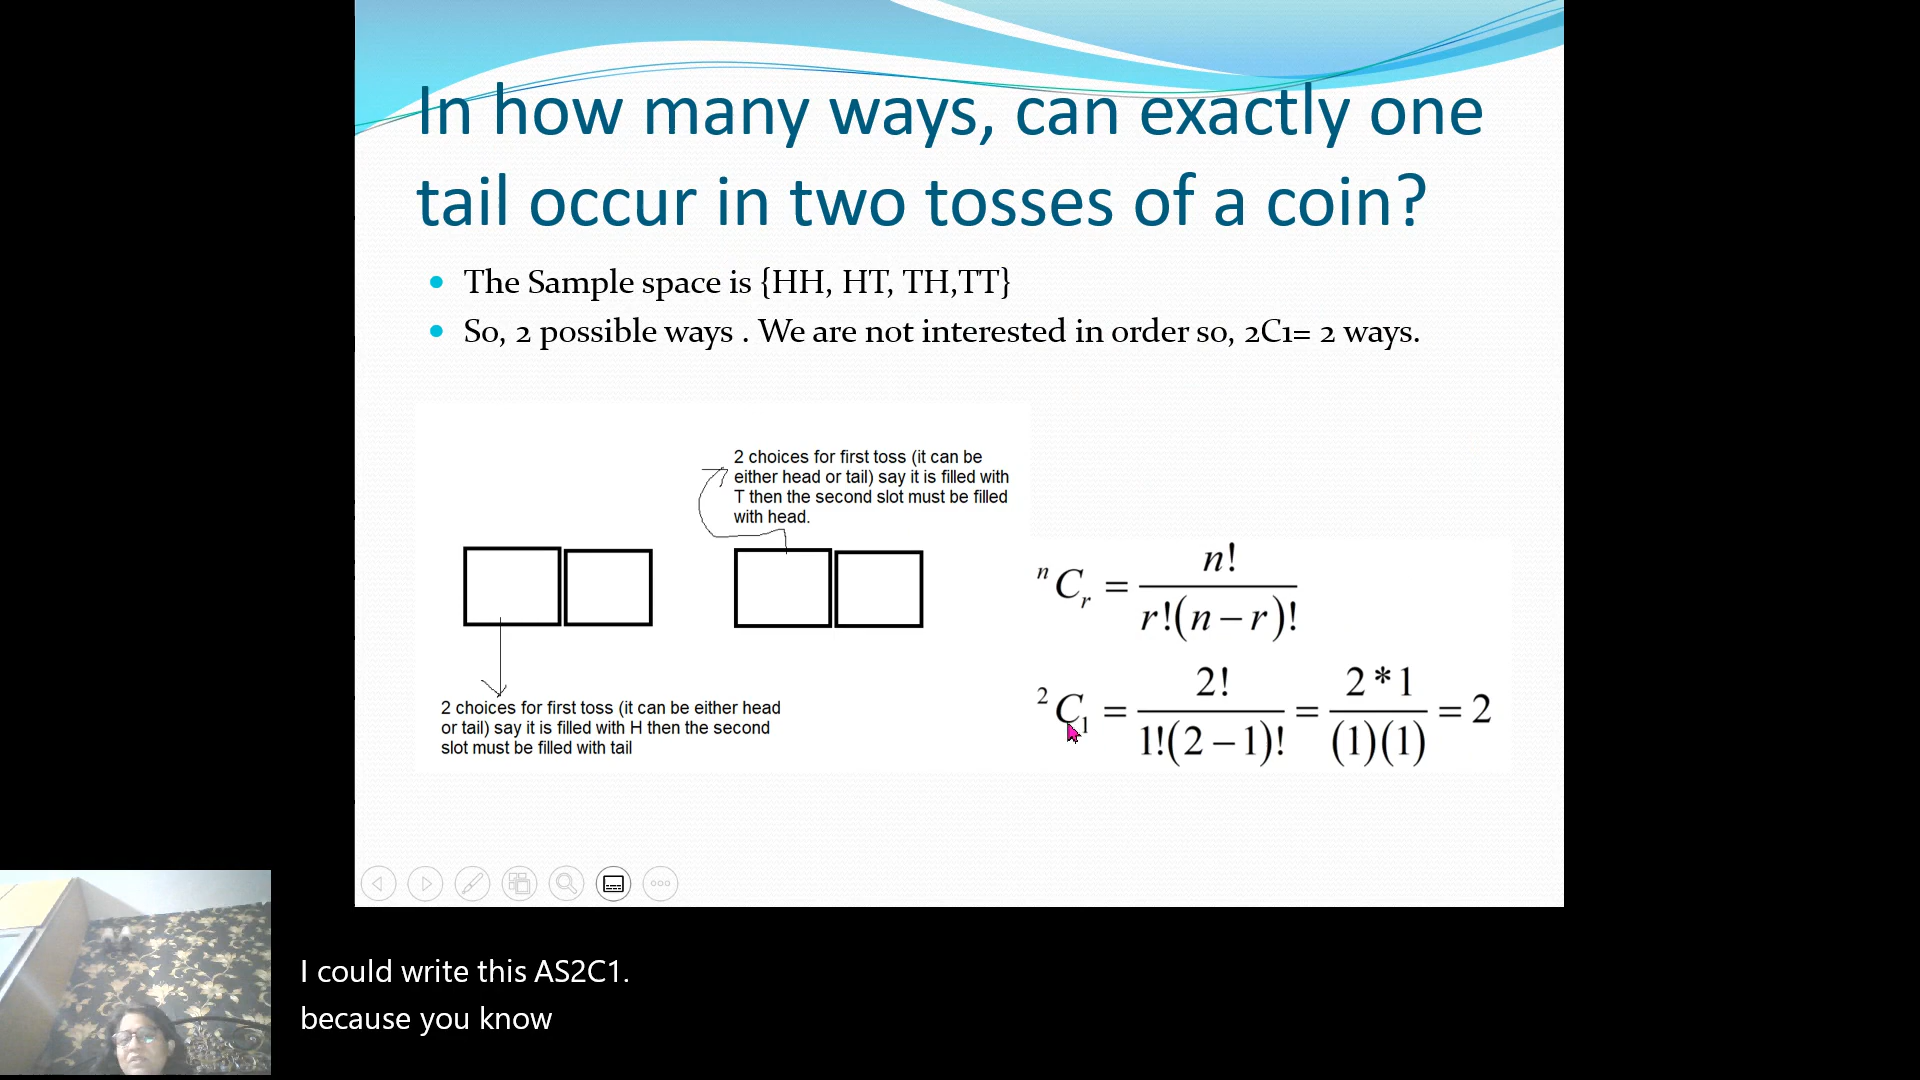 In how many ways, can exactly one
tail occur in two tosses of a coin?
The Sample space is {HH, HT, TH,TT}
So, 2 possible ways . We are not interested in order so, 2C1= 2 ways.
2 choices for first toss (it can be
either head or tail) say it is filled with
T then the second slot must be filled
with head.
2 choices for first toss (it can be either head
or tail) say it is filled with H then the second
slot must be filled with tail
ⁿCᵣ = n! / r!(n − r)!
²C₁ = 2! / 1!(2 − 1)! = 2 * 1 / (1)(1) = 2
I could write this AS2C1.
because you know